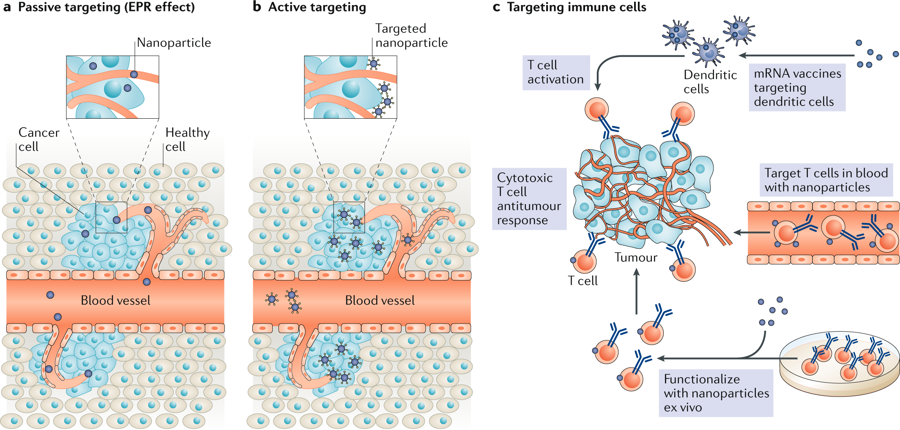 a Passive targeting (EPR effect)
Nanoparticle
Cancer
cell
Healthy
cell
Blood vessel
b Active targeting
Targeted
nanoparticle
Blood vessel
c Targeting immune cells
T cell
activation
Dendritic
cells
mRNA vaccines
targeting
dendritic cells
Cytotoxic
T cell
antitumour
response
Target T cells in blood
with nanoparticles
T cell
Tumour
Functionalize
with nanoparticles
ex vivo